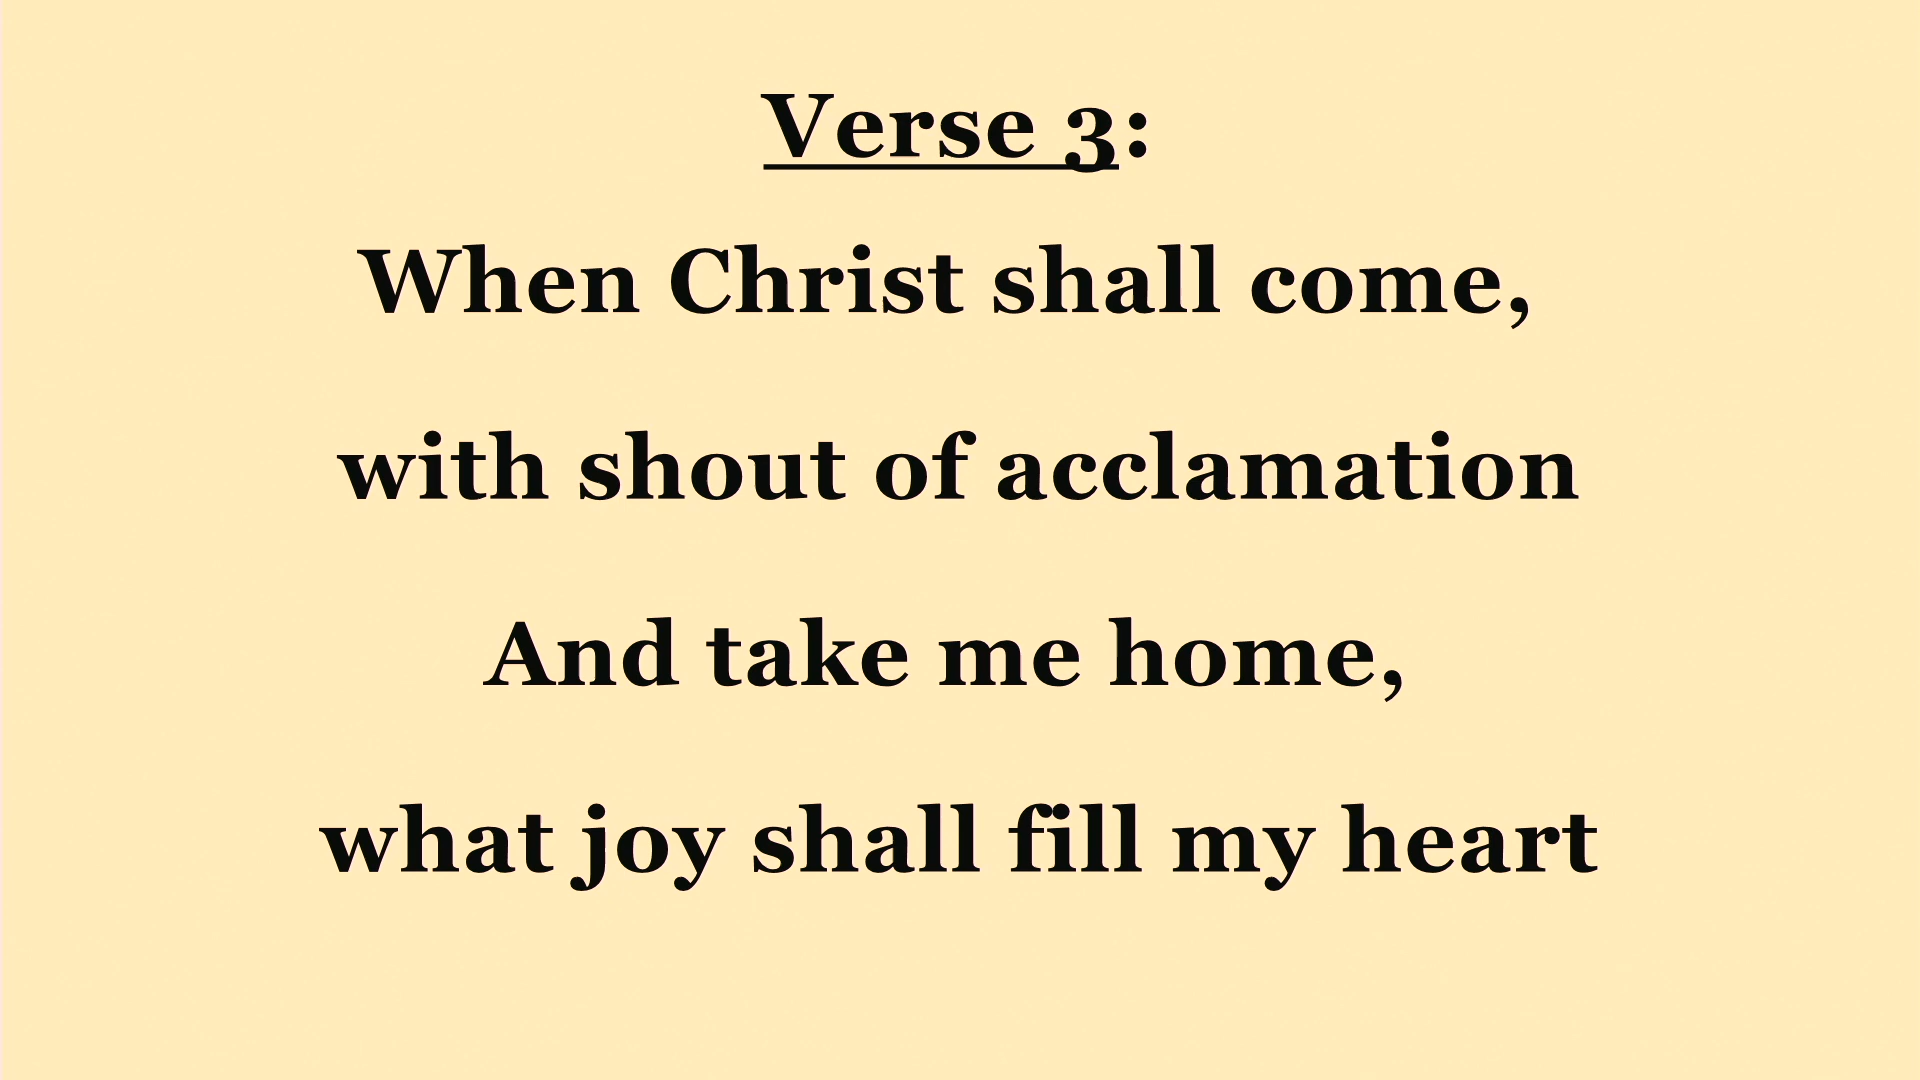 Verse 3:
When Christ shall come,
with shout of acclamation
And take me home,
what joy shall fill my heart